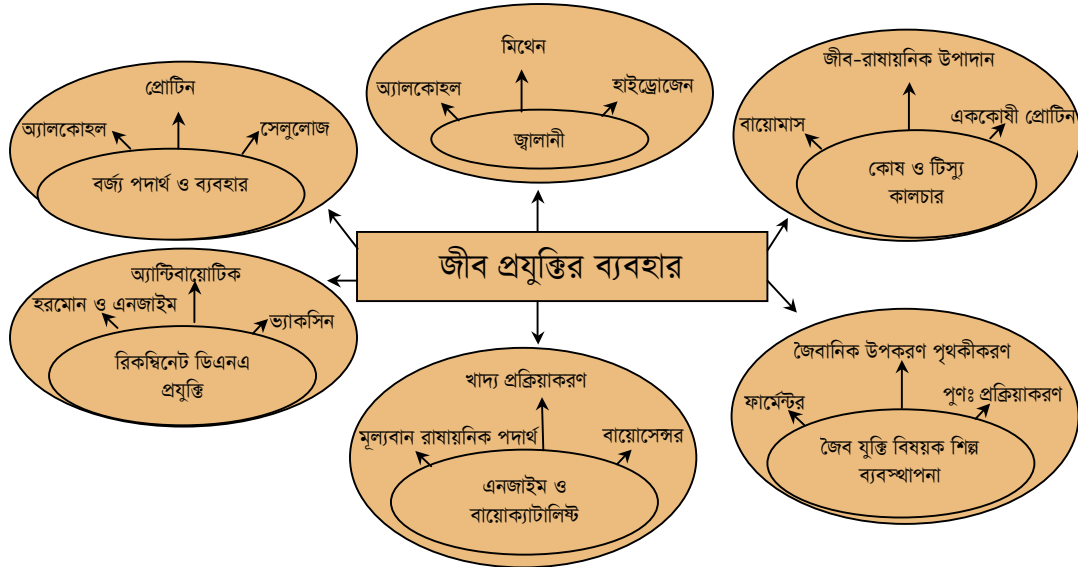 মিথেন
অ্যালকোহল
হাইড্রোজেন
জ্বালানী
প্রোটিন
অ্যালকোহল
সেলুলোজ
বর্জ্য পদার্থ ও ব্যবহার
জীব-রাষায়নিক উপাদান
বায়োমাস
এককোষী প্রোটিন
কোষ ও টিস্যু
কালচার
জীব প্রযুক্তির ব্যবহার
অ্যান্টিবায়োটিক
হরমোন ও এনজাইম
ভ্যাকসিন
রিকম্বিনেট ডিএনএ
প্রযুক্তি
খাদ্য প্রক্রিয়াকরণ
মূল্যবান রাষায়নিক পদার্থ
বায়োসেন্সর
এনজাইম ও
বায়োক্যাটালিষ্ট
জৈবানিক উপকরণ পৃথকীকরণ
ফার্মেন্টর
পুণঃ প্রক্রিয়াকরণ
জৈব যুক্তি বিষয়ক শিল্প
ব্যবস্থাপনা